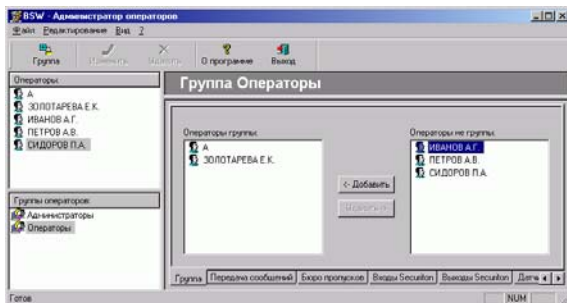 BSW - Администратор операторов
Файл Редактирование Вид ?
Группа Изменить Удалить О программе Выход
Операторы:
А
ЗОЛОТАРЕВА Е.К.
ИВАНОВ А.Г.
ПЕТРОВ А.В.
СИДОРОВ П.А.
Группы операторов:
Администраторы
Операторы
Группа Операторы
Операторы группы:
А
ЗОЛОТАРЕВА Е.К.
<- Добавить
Удалить ->
Операторы не группы:
ИВАНОВ А.Г.
ПЕТРОВ А.В.
СИДОРОВ П.А.
Группа Передача сообщений Бюро пропусков Входы Securiton Выходы Securiton Датч
Готов NUM